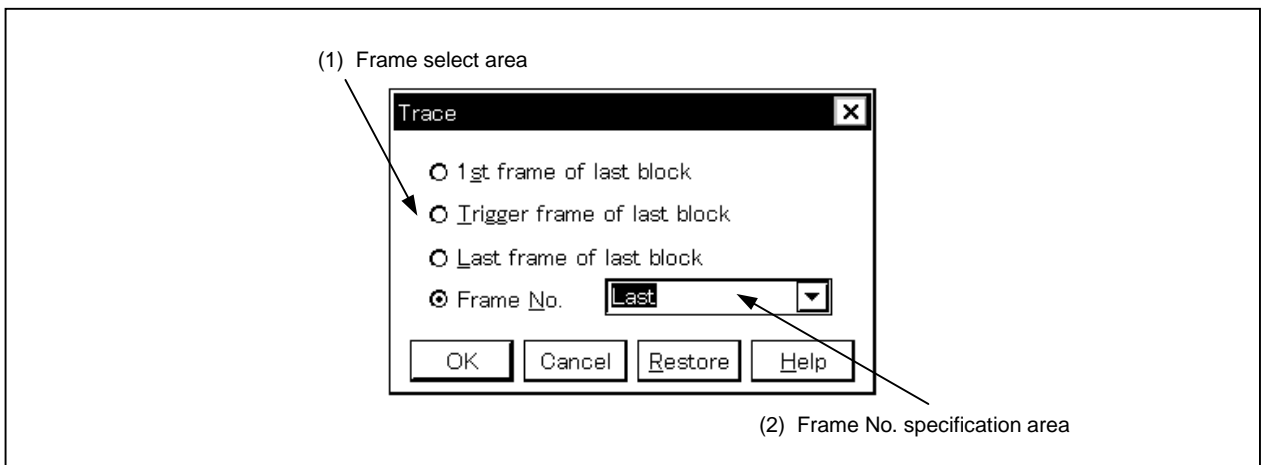 (1) Frame select area
Trace
1st frame of last block
Trigger frame of last block
Last frame of last block
Frame No. Last
OK Cancel Restore Help
(2) Frame No. specification area